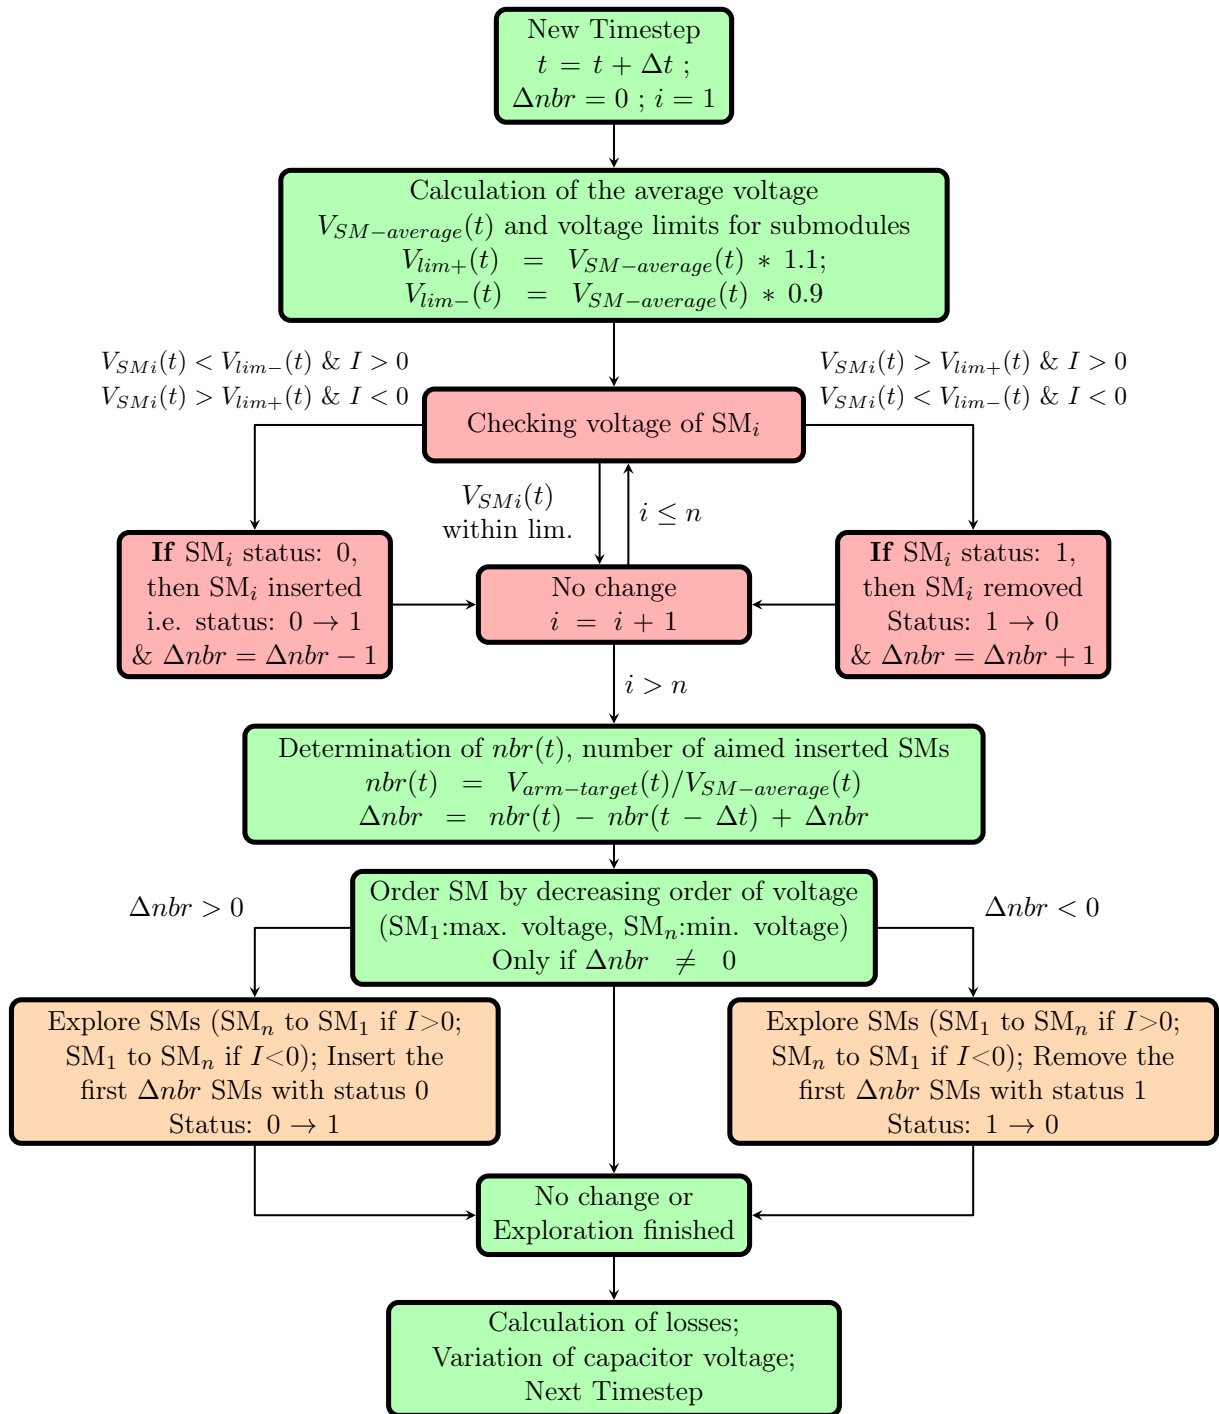 New Timestep
t = t + Δt ;
Δnbr = 0 ; i = 1
Calculation of the average voltage
V_{SM−average}(t) and voltage limits for submodules
V_{lim+}(t) = V_{SM−average}(t) ∗ 1.1;
V_{lim−}(t) = V_{SM−average}(t) ∗ 0.9
V_{SMi}(t) < V_{lim−}(t) & I > 0
V_{SMi}(t) > V_{lim+}(t) & I < 0
V_{SMi}(t) > V_{lim+}(t) & I > 0
V_{SMi}(t) < V_{lim−}(t) & I < 0
Checking voltage of SM_i
V_{SMi}(t)
within lim.
i ≤ n
If SM_i status: 0,
then SM_i inserted
i.e. status: 0 → 1
& Δnbr = Δnbr − 1
No change
i = i + 1
If SM_i status: 1,
then SM_i removed
Status: 1 → 0
& Δnbr = Δnbr + 1
i > n
Determination of nbr(t), number of aimed inserted SMs
nbr(t) = V_{arm−target}(t)/V_{SM−average}(t)
Δnbr = nbr(t) − nbr(t − Δt) + Δnbr
Δnbr > 0
Order SM by decreasing order of voltage
(SM_1:max. voltage, SM_n:min. voltage)
Only if Δnbr ≠ 0
Δnbr < 0
Explore SMs (SM_n to SM_1 if I>0;
SM_1 to SM_n if I<0); Insert the
first Δnbr SMs with status 0
Status: 0 → 1
Explore SMs (SM_1 to SM_n if I>0;
SM_n to SM_1 if I<0); Remove the
first Δnbr SMs with status 1
Status: 1 → 0
No change or
Exploration finished
Calculation of losses;
Variation of capacitor voltage;
Next Timestep